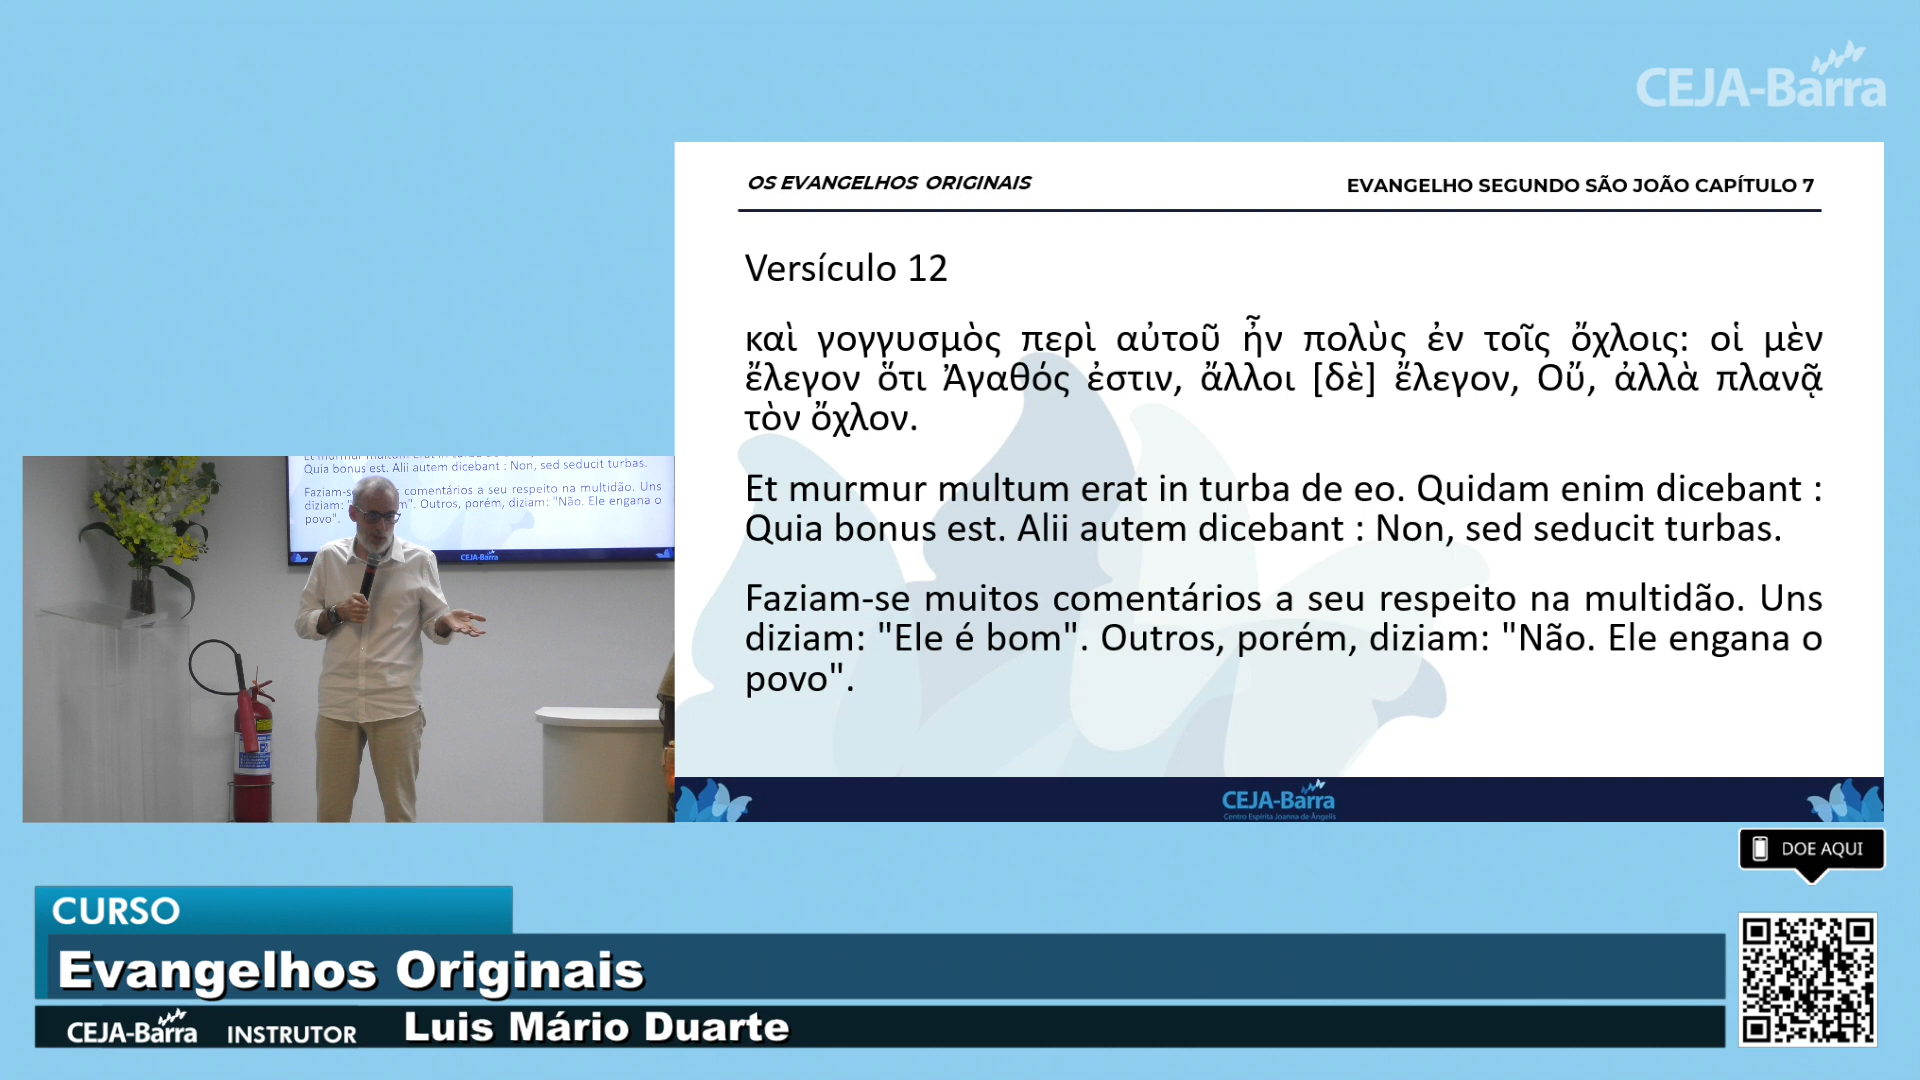 CEJA-Barra
OS EVANGELHOS ORIGINAIS
EVANGELHO SEGUNDO SÃO JOÃO CAPÍTULO 7
Versículo 12
καὶ γογγυσμὸς περὶ αὐτοῦ ἦν πολὺς ἐν τοῖς ὄχλοις: οἱ μὲν
ἔλεγον ὅτι Ἀγαθός ἐστιν, ἄλλοι [δὲ] ἔλεγον, Οὔ, ἀλλὰ πλανᾷ
τὸν ὄχλον.
Et murmur multum erat in turba de eo. Quidam enim dicebant :
Quia bonus est. Alii autem dicebant : Non, sed seducit turbas.
Faziam-se muitos comentários a seu respeito na multidão. Uns
diziam: "Ele é bom". Outros, porém, diziam: "Não. Ele engana o
povo".
CEJA-Barra
Centro Espírita Joanna de Ângelis
Quia bonus est. Alii autem dicebant : Non, sed seducit turbas.
comentários a seu respeito na multidão. Uns
diziam: Outros, porém, diziam: "Não. Ele engana o
povo".
CEJA-Barra
DOE AQUI
CURSO
Evangelhos Originais
CEJA-Barra INSTRUTOR Luis Mário Duarte